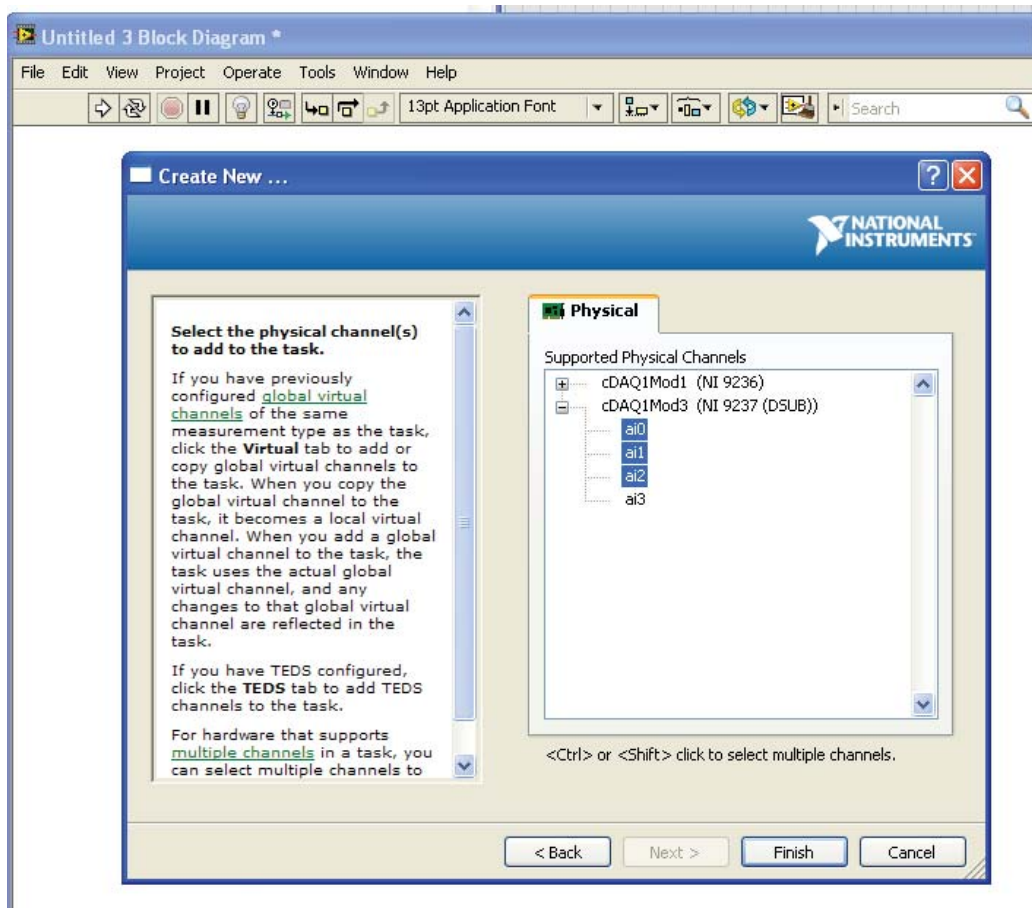 Untitled 3 Block Diagram *
File Edit View Project Operate Tools Window Help
13pt Application Font
Search
Create New ...
NATIONAL
INSTRUMENTS
Select the physical channel(s)
to add to the task.
If you have previously
configured global virtual
channels of the same
measurement type as the task,
click the Virtual tab to add or
copy global virtual channels to
the task. When you copy the
global virtual channel to the
task, it becomes a local virtual
channel. When you add a global
virtual channel to the task, the
task uses the actual global
virtual channel, and any
changes to that global virtual
channel are reflected in the
task.
If you have TEDS configured,
click the TEDS tab to add TEDS
channels to the task.
For hardware that supports
multiple channels in a task, you
can select multiple channels to
Physical
Supported Physical Channels
cDAQ1Mod1 (NI 9236)
cDAQ1Mod3 (NI 9237 (DSUB))
ai0
ai1
ai2
ai3
<Ctrl> or <Shift> click to select multiple channels.
< Back Next > Finish Cancel